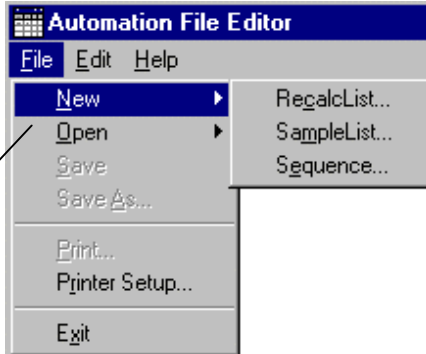 Automation File Editor
File Edit Help
New
Open
Save
Save As...
Print...
Printer Setup...
Exit
RecalcList...
SampleList...
Sequence...